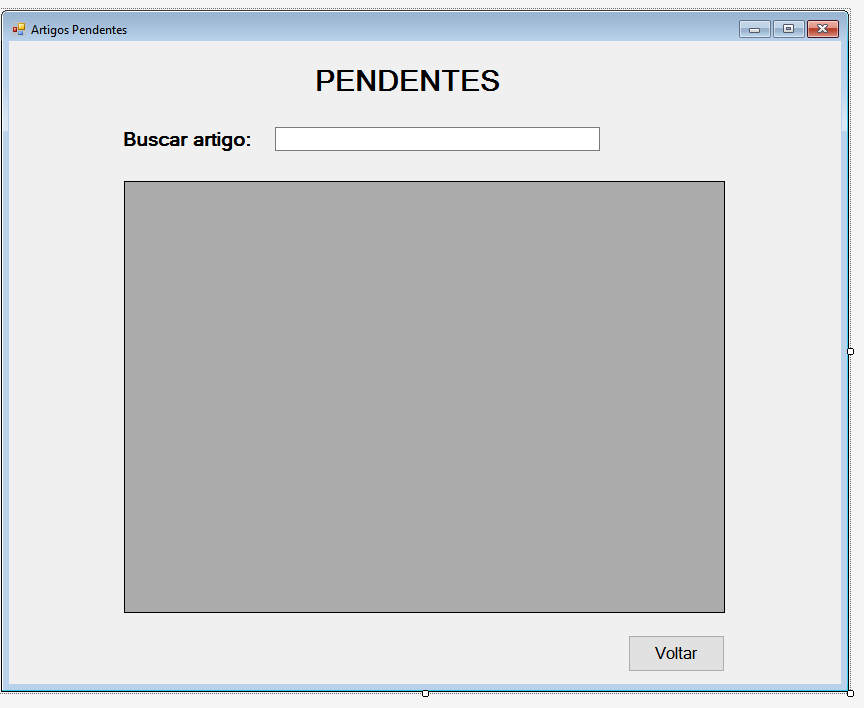 Artigos Pendentes
PENDENTES
Buscar artigo:
Voltar